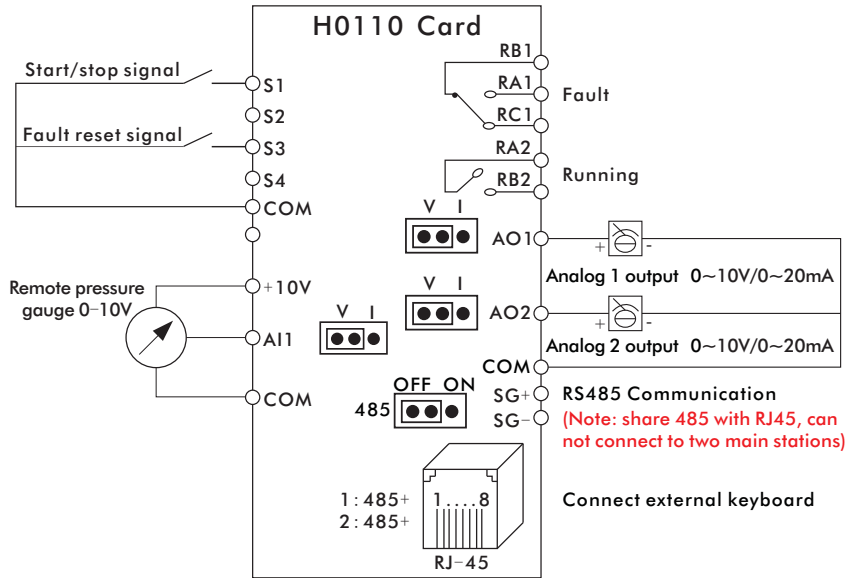 H0110 Card
Start/stop signal
S1
S2
Fault reset signal
S3
S4
COM
Remote pressure
gauge 0-10V
+10V
AI1
COM
V I
RB1
RA1
RC1
Fault
RA2
RB2
Running
V I
AO1
+ -
Analog 1 output 0~10V/0~20mA
V I
AO2
+ -
Analog 2 output 0~10V/0~20mA
COM
OFF ON
485
SG+
SG-
RS485 Communication
(Note: share 485 with RJ45, can
not connect to two main stations)
1:485+
2:485+
1....8
RJ-45
Connect external keyboard